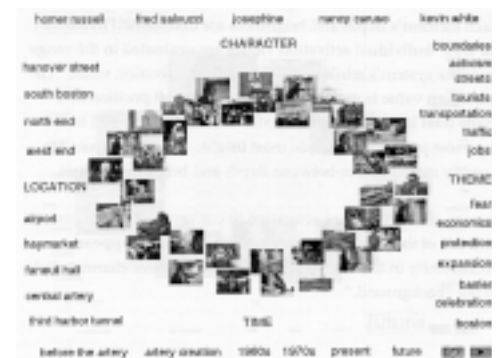 homer russell fred salvucci josephine nancy caruso kevin white
CHARACTER
boundaries
hanover street
activism
streets
south boston
tourists
transportation
north end
traffic
west end
jobs
LOCATION
THEME
fear
airport
economics
haymarket
protection
faneuil hall
expansion
central artery
barrier
celebration
third harbor tunnel
TIME
boston
before the artery artery creation 1960s 1970s present future